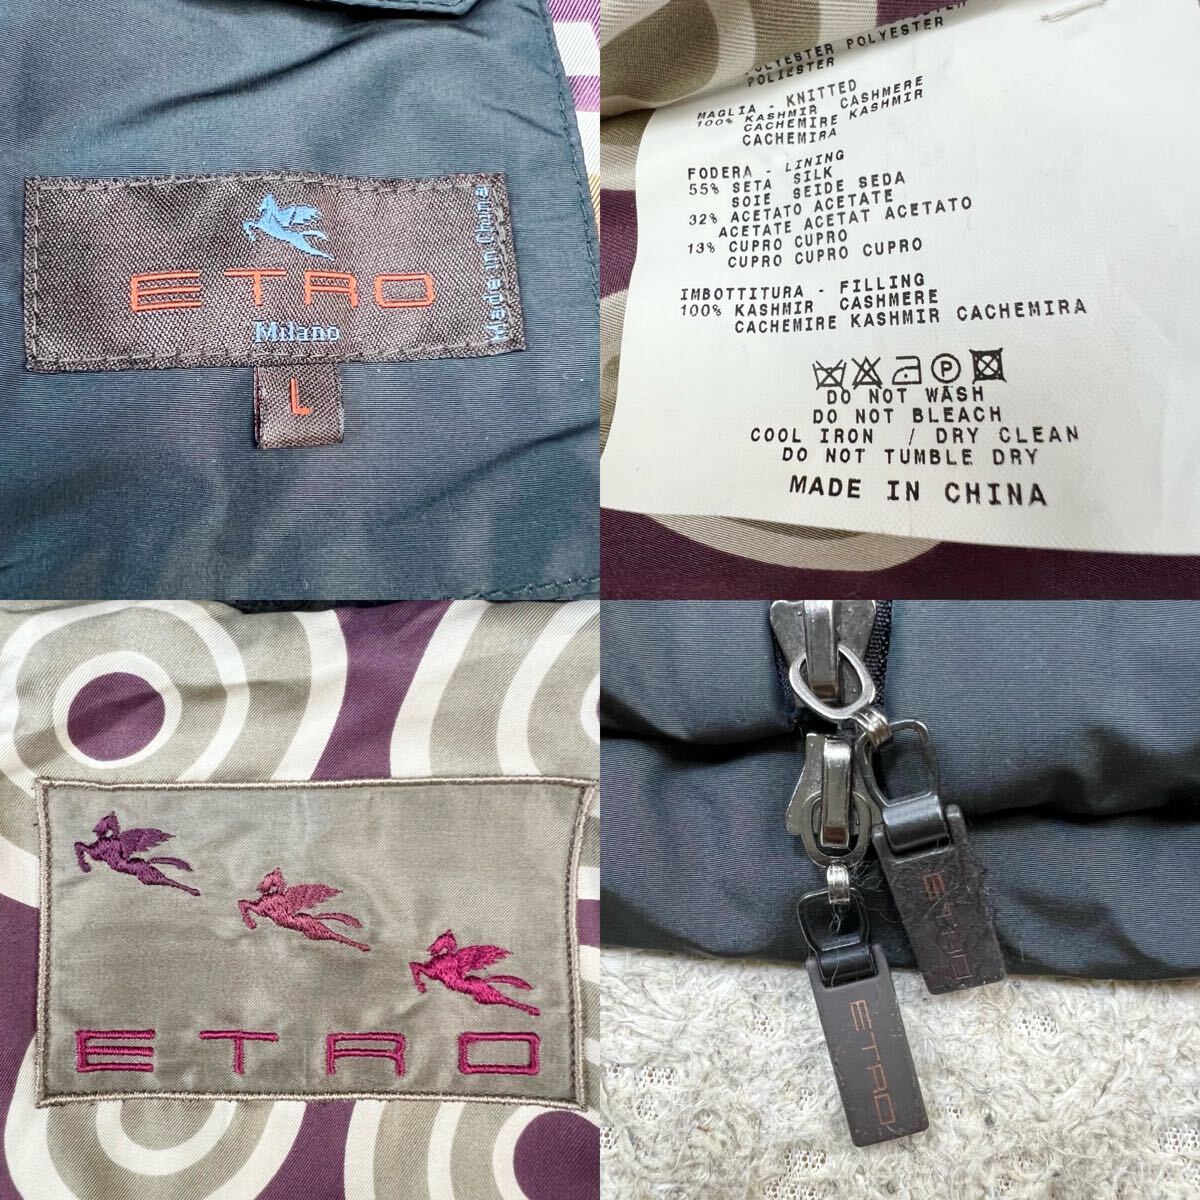 ETRO
Milano
Made in China
L
POLYESTER POLYESTER
POLIESTER
MAGLIA - KNITTED
100% KASHMIR CASHMERE
CACHEMIRE KASHMIR
CACHEMIRA
FODERA - LINING
55% SETA SILK
SOIE SEIDE SEDA
32% ACETATO ACETATE
ACETATE ACETAT ACETATO
13% CUPRO CUPRO
CUPRO CUPRO CUPRO
IMBOTTITURA - FILLING
100% KASHMIR CASHMERE
CACHEMIRE KASHMIR CACHEMIRA
P
DO NOT WASH
DO NOT BLEACH
COOL IRON / DRY CLEAN
DO NOT TUMBLE DRY
MADE IN CHINA
ETRO
ETRO
ETRO